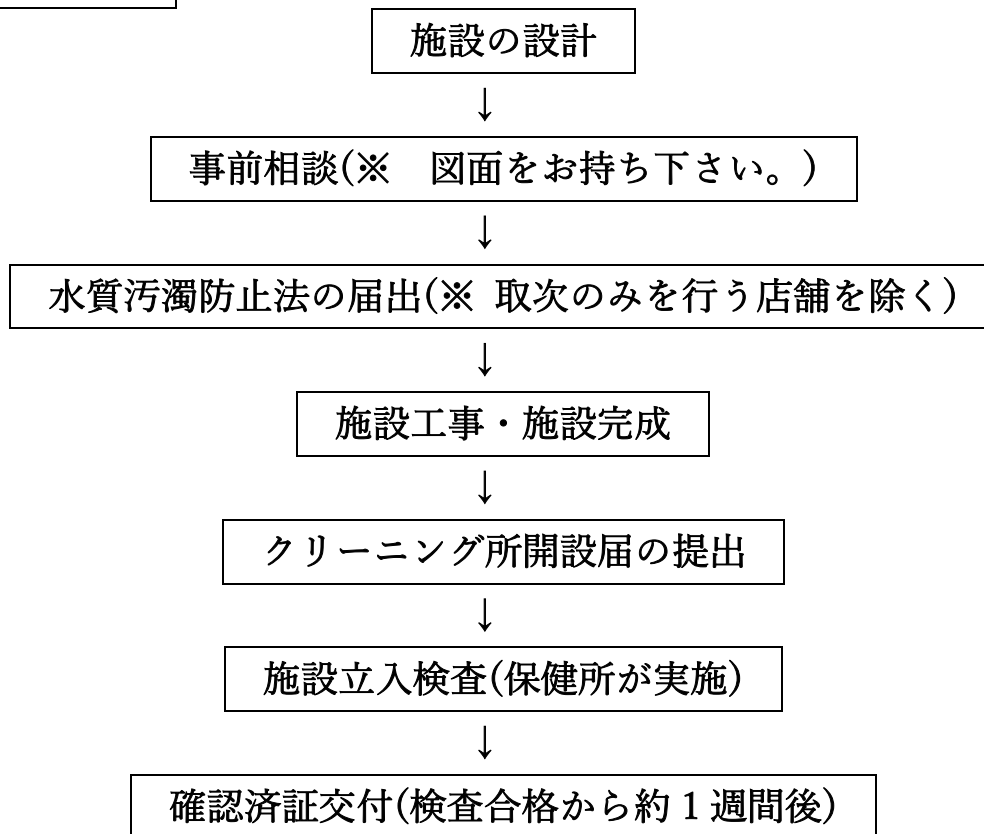 施設の設計
↓
事前相談(※　図面をお持ち下さい。)
↓
水質汚濁防止法の届出(※ 取次のみを行う店舗を除く)
↓
施設工事・施設完成
↓
クリーニング所開設届の提出
↓
施設立入検査(保健所が実施)
↓
確認済証交付(検査合格から約１週間後)